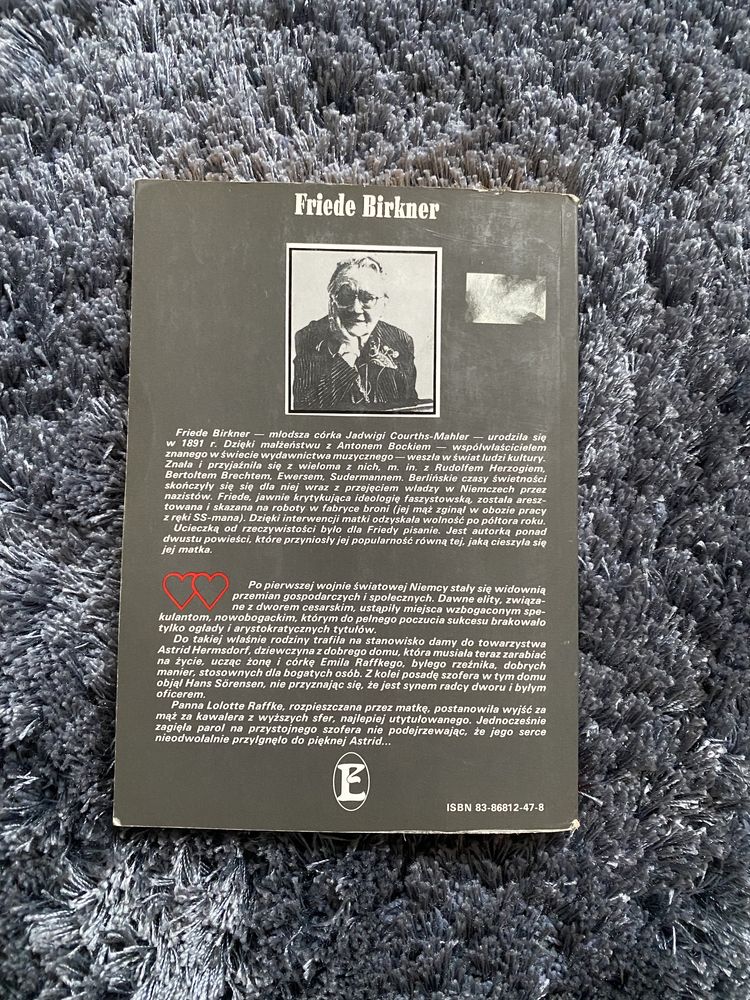 Friede Birkner
Friede Birkner — młodsza córka Jadwigi Courths-Mahler — urodziła się
w 1891 r. Dzięki małżeństwu z Antonem Bockiem — współwłaścicielem
znanego w świecie wydawnictwa muzycznego — weszła w świat ludzi kultury.
Znała i przyjaźniła się z wieloma z nich, m. in. z Rudolfem Herzogiem,
Bertoltem Brechtem, Ewersem, Sudermannem. Berlińskie czasy świetności
skończyły się się dla niej wraz z przejęciem władzy w Niemczech przez
nazistów. Friede, jawnie krytykująca ideologię faszystowską, została aresz-
towana i skazana na roboty w fabryce broni (jej mąż zginął w obozie pracy
z ręki SS-mana). Dzięki interwencji matki odzyskała wolność po półtora roku.
Ucieczką od rzeczywistości było dla Friedy pisanie. Jest autorką ponad
dwustu powieści, które przyniosły jej popularność równą tej, jaką cieszyła się
jej matka.
Po pierwszej wojnie światowej Niemcy stały się widownią
przemian gospodarczych i społecznych. Dawne elity, związa-
ne z dworem cesarskim, ustąpiły miejsca wzbogaconym spe-
kulantom, nowobogackim, którym do pełnego poczucia sukcesu brakowało
tylko ogłady i arystokratycznych tytułów.
Do takiej właśnie rodziny trafiła na stanowisko damy do towarzystwa
Astrid Hermsdorf, dziewczyna z dobrego domu, która musiała teraz zarabiać
na życie, ucząc żonę i córkę Emila Raffkego, byłego rzeźnika, dobrych
manier, stosownych dla bogatych osób. Z kolei posadę szofera w tym domu
objął Hans Sörensen, nie przyznając się, że jest synem radcy dworu i byłym
oficerem.
Panna Lolotte Raffke, rozpieszczana przez matkę, postanowiła wyjść za
mąż za kawalera z wyższych sfer, najlepiej utytułowanego. Jednocześnie
zagięła parol na przystojnego szofera nie podejrzewając, że jego serce
nieodwołalnie przylgnęło do pięknej Astrid...
E
ISBN 83-86812-47-8